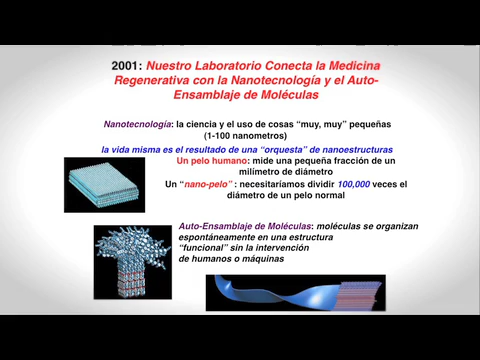 2001: Nuestro Laboratorio Conecta la Medicina
Regenerativa con la Nanotecnología y el Auto-
Ensamblaje de Moléculas
Nanotecnología: la ciencia y el uso de cosas “muy, muy” pequeñas
(1-100 nanometros)
la vida misma es el resultado de una “orquesta” de nanoestructuras
Un pelo humano: mide una pequeña fracción de un
milímetro de diámetro
Un “nano-pelo” : necesitaríamos dividir 100,000 veces el
diámetro de un pelo normal
Auto-Ensamblaje de Moléculas: moléculas se organizan
espontáneamente en una estructura
“funcional” sin la intervención
de humanos o máquinas